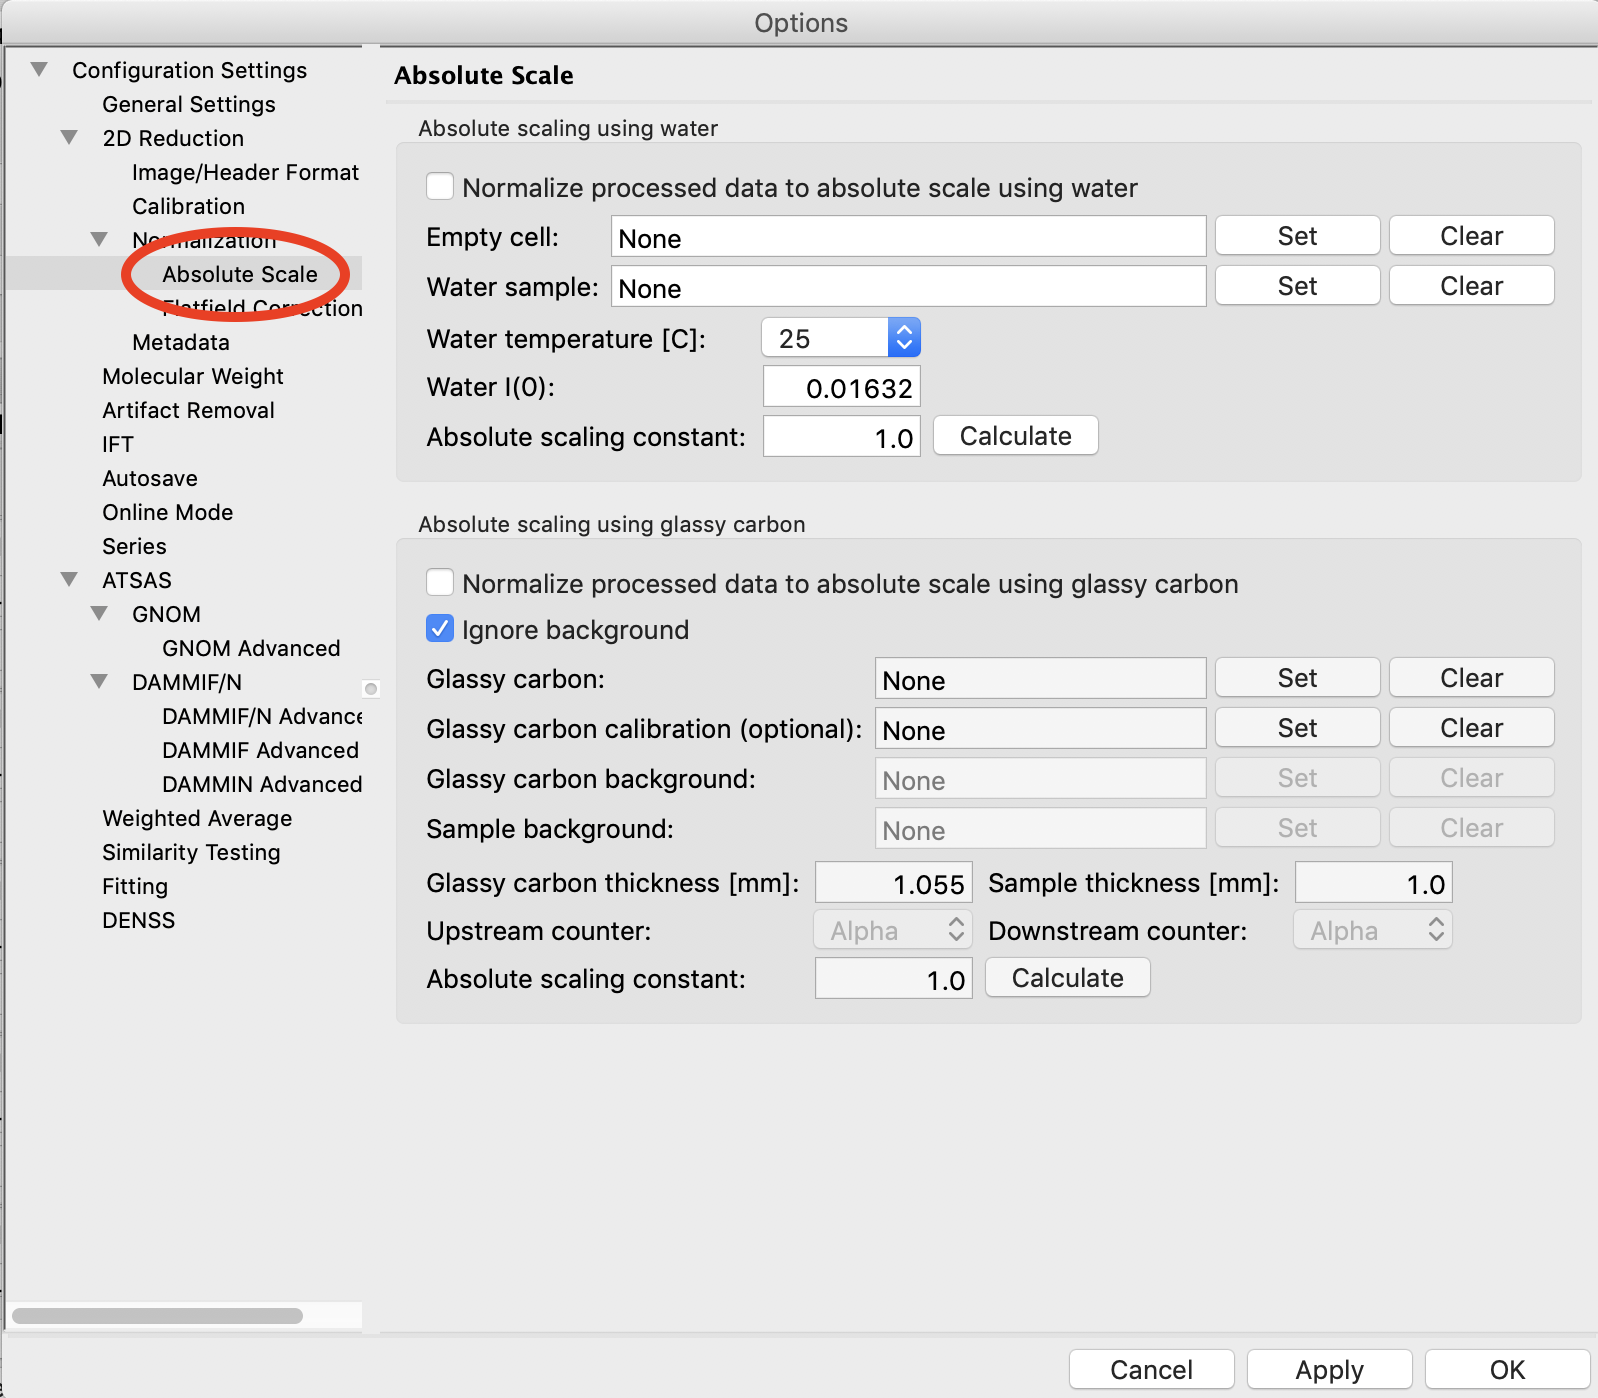 Options
Configuration Settings
General Settings
2D Reduction
Image/Header Format
Calibration
Normalization
Absolute Scale
Flatfield Correction
Metadata
Molecular Weight
Artifact Removal
IFT
Autosave
Online Mode
Series
ATSAS
GNOM
GNOM Advanced
DAMMIF/N
DAMMIF/N Advance
DAMMIF Advanced
DAMMIN Advanced
Weighted Average
Similarity Testing
Fitting
DENSS
Absolute Scale
Absolute scaling using water
Normalize processed data to absolute scale using water
Empty cell: None Set Clear
Water sample: None Set Clear
Water temperature [C]: 25
Water I(0): 0.01632
Absolute scaling constant: 1.0 Calculate
Absolute scaling using glassy carbon
Normalize processed data to absolute scale using glassy carbon
Ignore background
Glassy carbon: None Set Clear
Glassy carbon calibration (optional): None Set Clear
Glassy carbon background: None Set Clear
Sample background: None Set Clear
Glassy carbon thickness [mm]: 1.055 Sample thickness [mm]: 1.0
Upstream counter: Alpha Downstream counter: Alpha
Absolute scaling constant: 1.0 Calculate
Cancel Apply OK